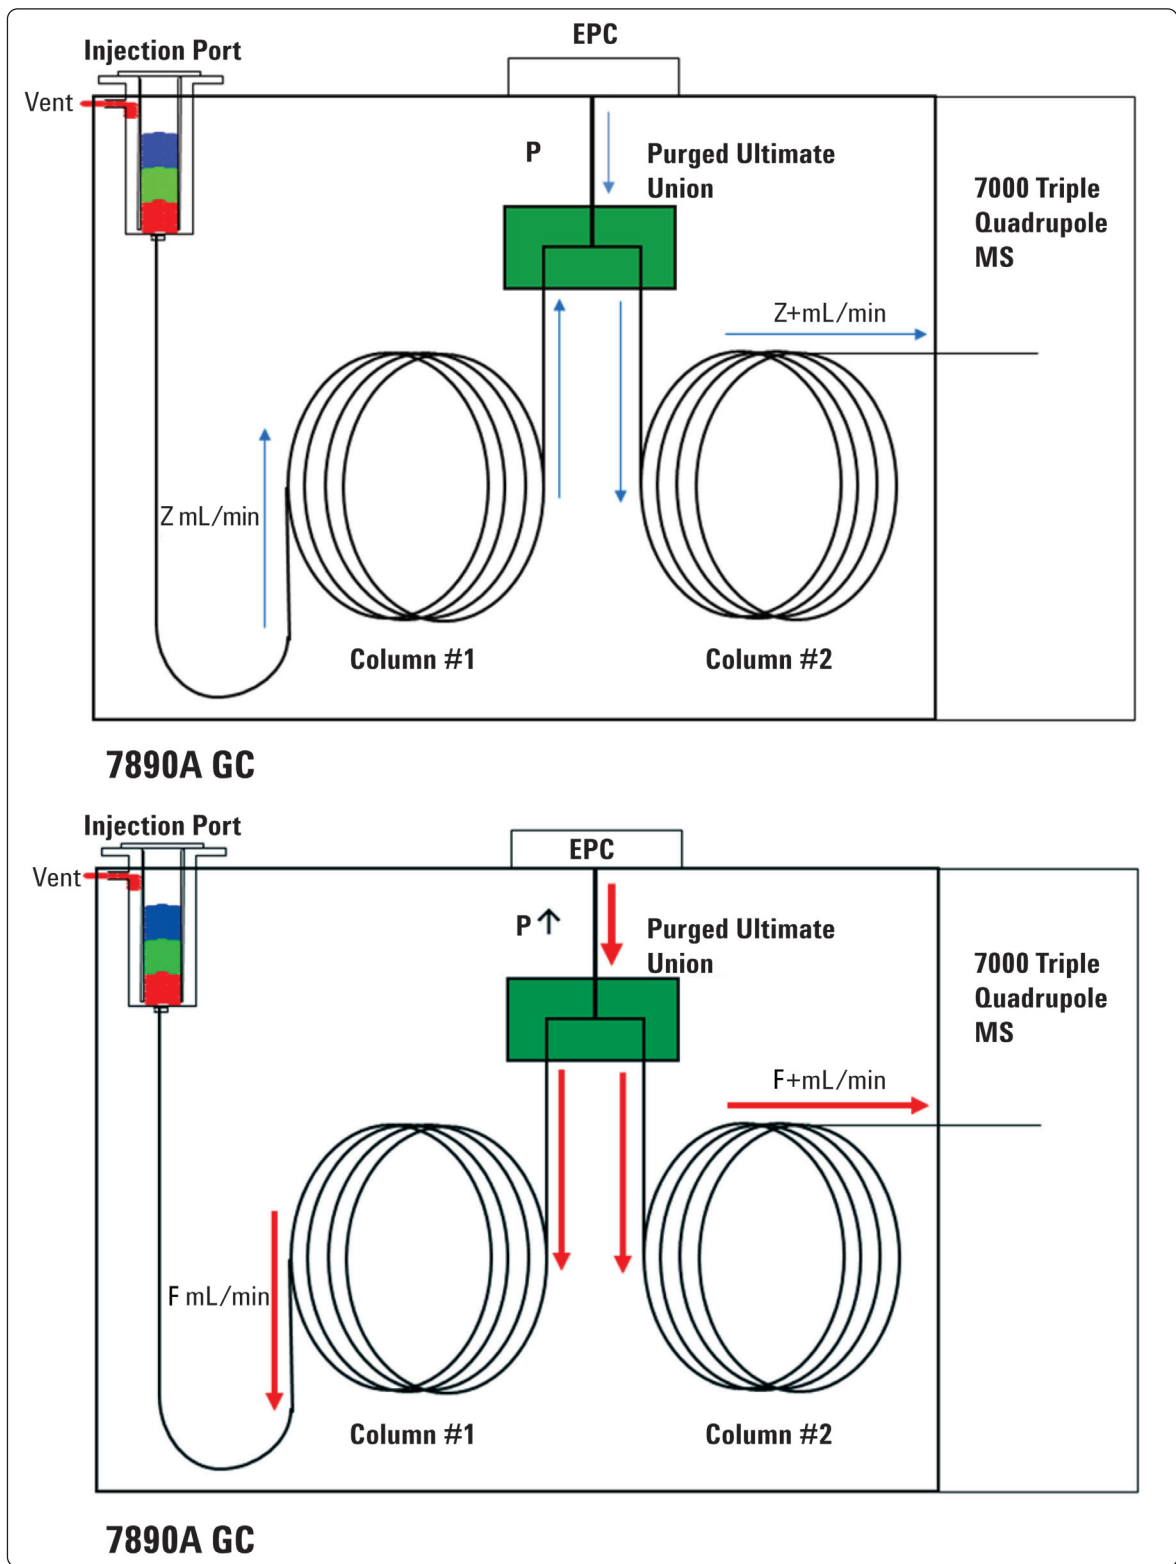 EPC
Injection Port
Vent
P
Purged Ultimate
Union
7000 Triple
Quadrupole
MS
Z+mL/min
Z mL/min
Column #1
Column #2
7890A GC
Injection Port
EPC
Vent
P ↑
Purged Ultimate
Union
7000 Triple
Quadrupole
MS
F+mL/min
F mL/min
Column #1
Column #2
7890A GC